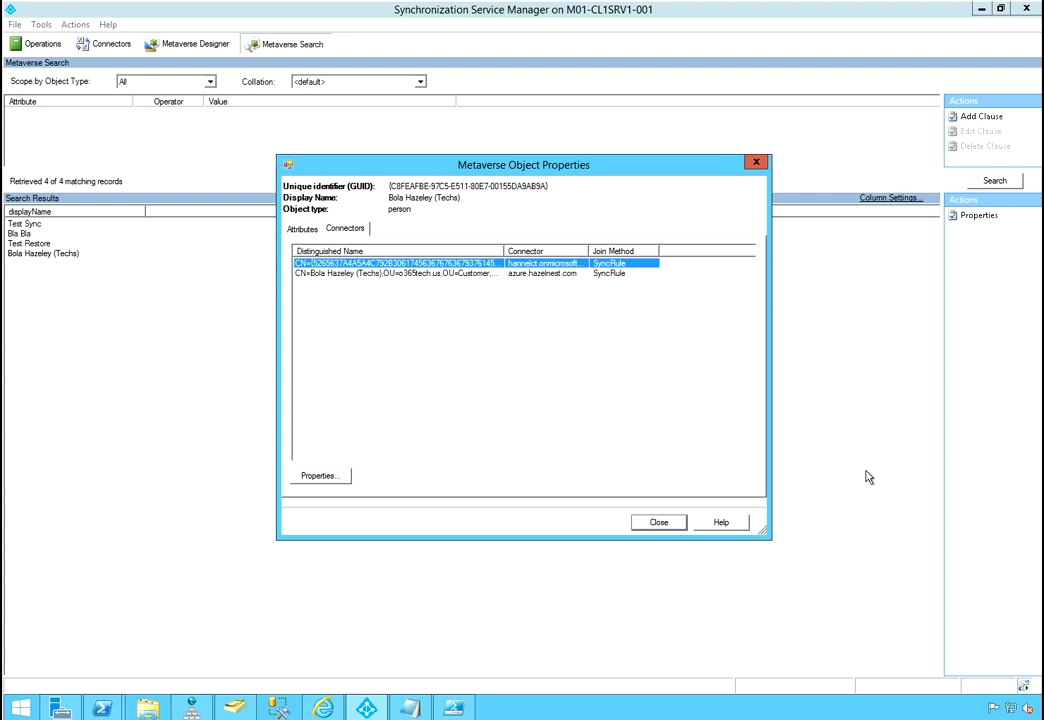 Synchronization Service Manager on M01-CL1SRV1-001
File Tools Actions Help
Operations Connectors Metaverse Designer Metaverse Search
Metaverse Search
Scope by Object Type: All Collation: <default>
Attribute Operator Value
Actions
Add Clause
Edit Clause
Delete Clause
Retrieved 4 of 4 matching records
Search
Search Results
Column Settings...
Actions
displayName
Properties
Test Sync
Bla Bla
Test Restore
Bola Hazeley (Techs)
Metaverse Object Properties
Unique identifier (GUID): {C8FEAFBE-97C5-E511-80E7-00155DA9AB9A}
Display Name: Bola Hazeley (Techs)
Object type: person
Attributes Connectors
Distinguished Name Connector Join Method
hannelct.onmicrosoft... SyncRule
CN=Bola Hazeley (Techs),OU=o365tech.us,OU=Customer,... azure.hazelnest.com SyncRule
Properties...
Close Help